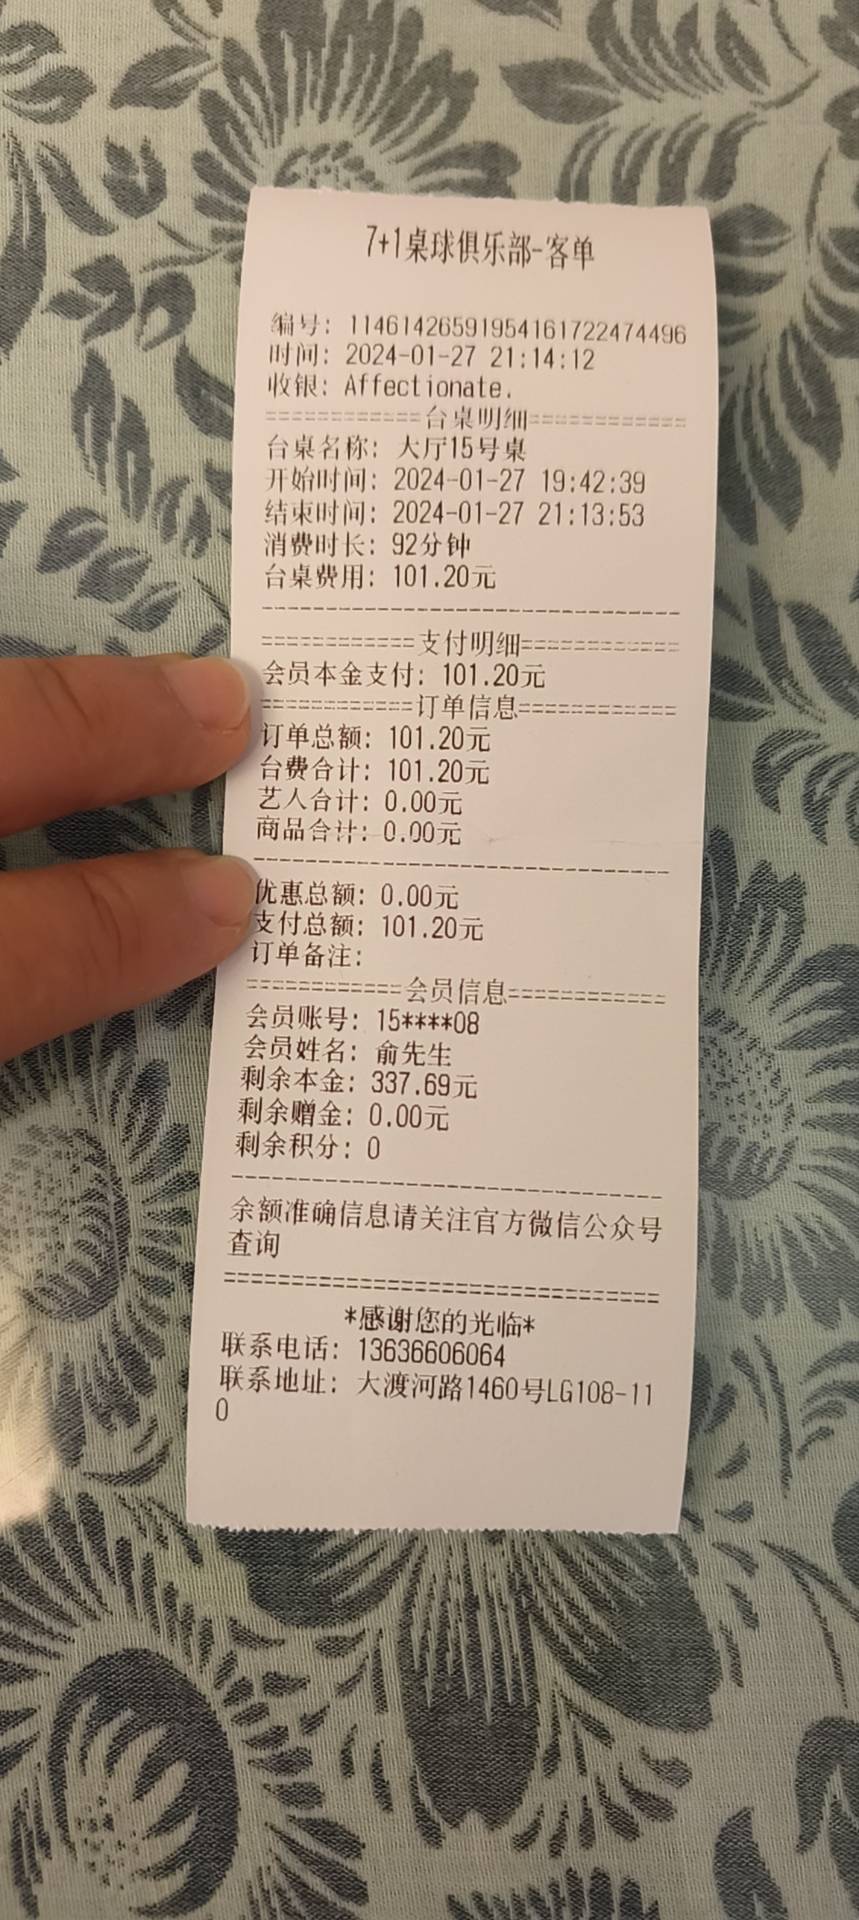 7+1桌球俱乐部-客单
编号: 1146142659195416172247​4496
时间: 2024-01-27 21:14:12
收银: Affectionate.
============台桌明细============
台桌名称: 大厅15号桌
开始时间: 2024-01-27 19:42:39
结束时间: 2024-01-27 21:13:53
消费时长: 92分钟
台桌费用: 101.20元
--------------------------------
============支付明细============
会员本金支付: 101.20元
============订单信息============
订单总额: 101.20元
台费合计: 101.20元
艺人合计: 0.00元
商品合计: 0.00元
--------------------------------
优惠总额: 0.00元
支付总额: 101.20元
订单备注:
============会员信息============
会员账号: 15****08
会员姓名: 俞先生
剩余本金: 337.69元
剩余赠金: 0.00元
剩余积分: 0
--------------------------------
余额准确信息请关注官方微信公众号
查询
================================
*感谢您的光临*
联系电话: 13636606064
联系地址: 大渡河路1460号LG108-11
0